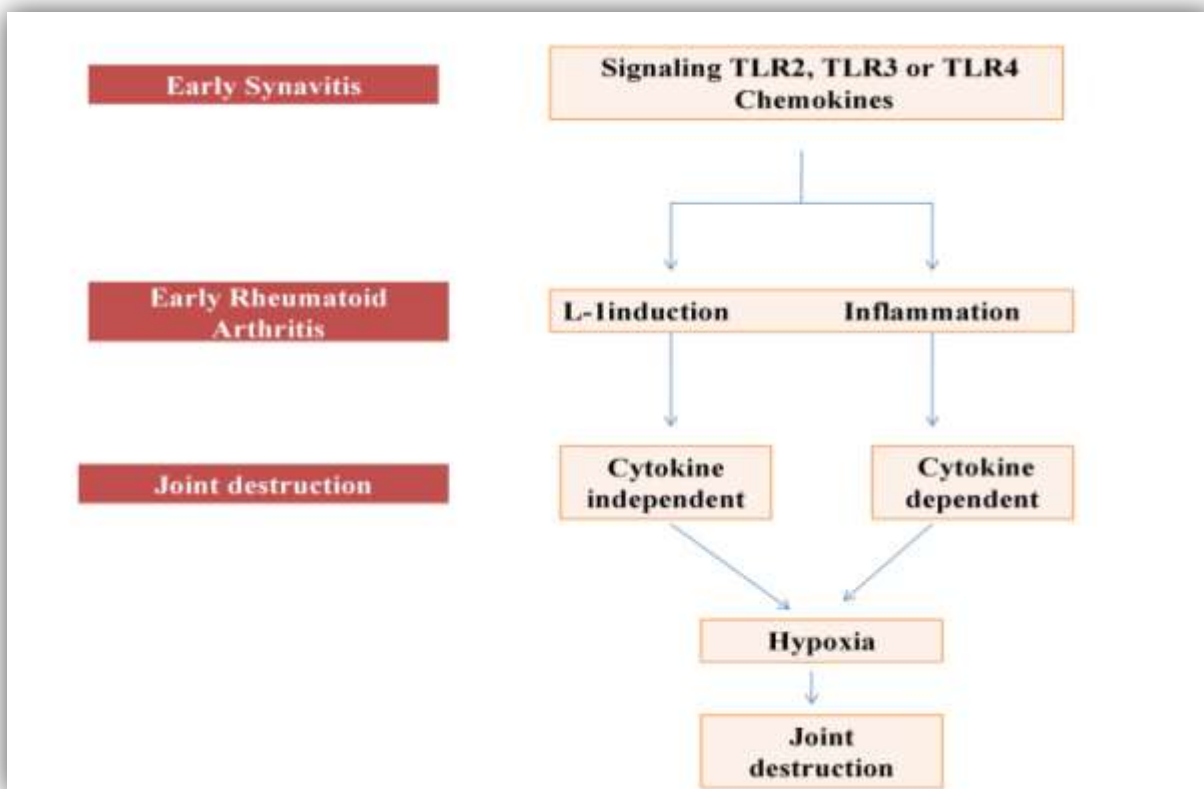 Early Synavitis
Signaling TLR2, TLR3 or TLR4
Chemokines
Early Rheumatoid
Arthritis
L-1induction Inflammation
Joint destruction
Cytokine
independent
Cytokine
dependent
Hypoxia
Joint
destruction